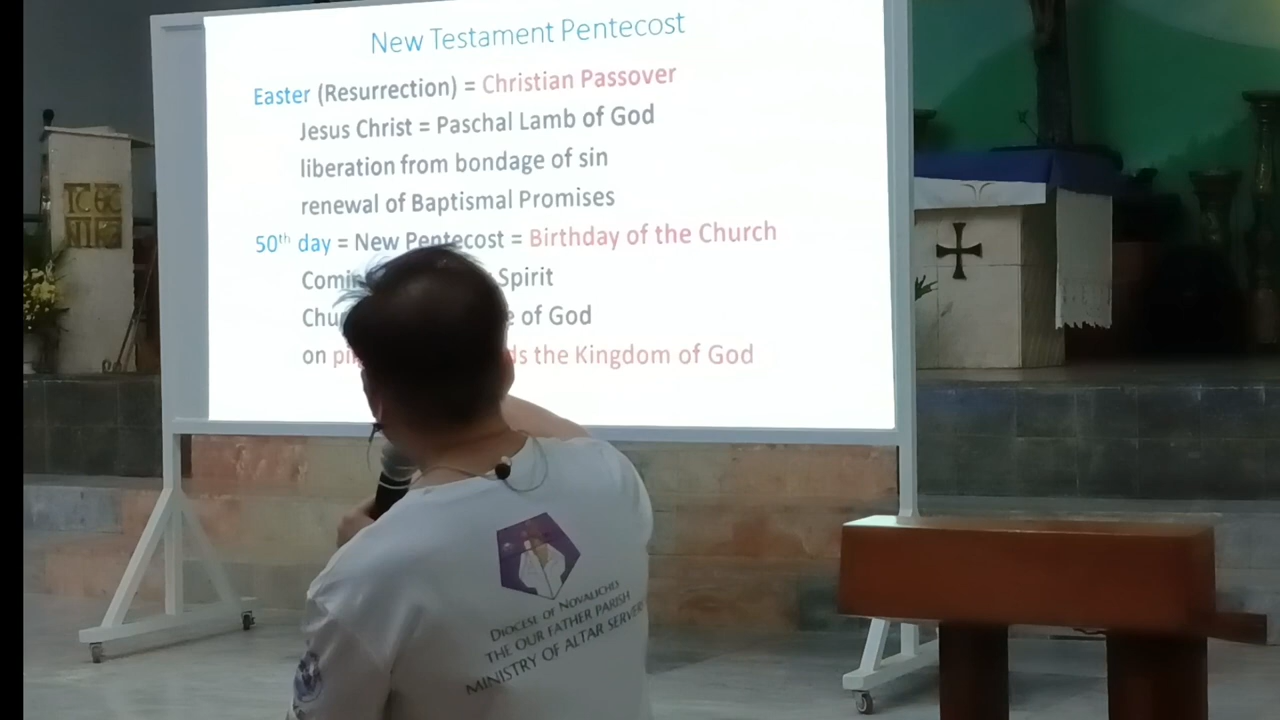 New Testament Pentecost
Easter (Resurrection) = Christian Passover
Jesus Christ = Paschal Lamb of God
liberation from bondage of sin
renewal of Baptismal Promises
50th day = New Pentecost = Birthday of the Church
Spirit
of God
on the Kingdom of God
DIOCESE OF NOVALICHES
THE OUR FATHER PARISH
MINISTRY OF ALTAR SERVERS